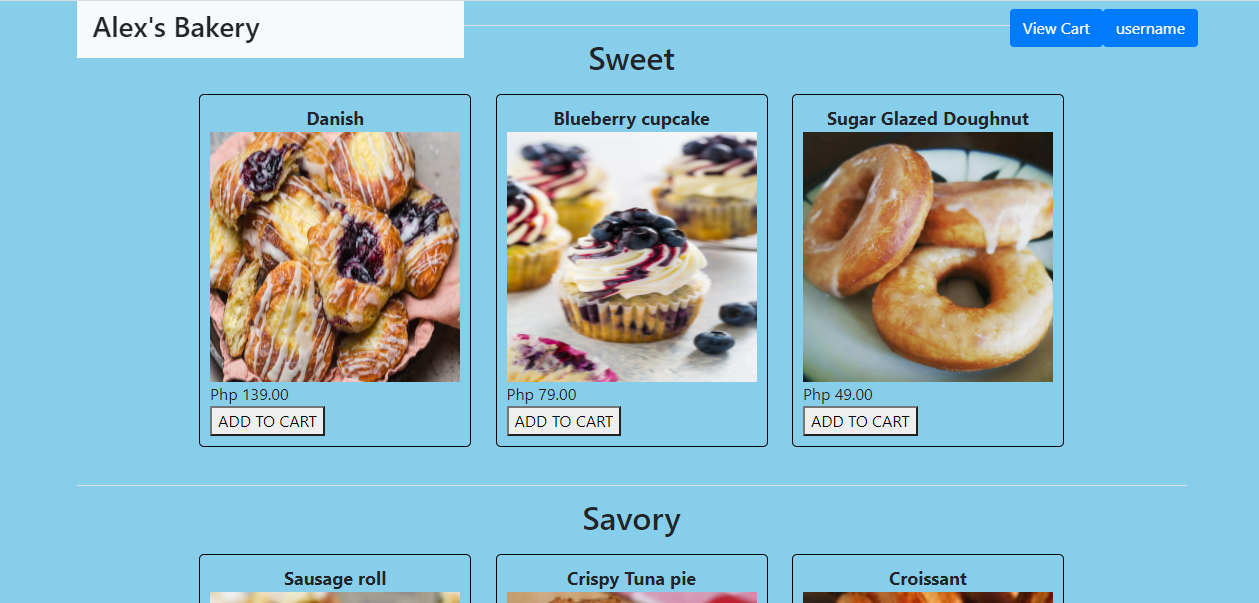 Alex's Bakery
View Cart
username
Sweet
Danish
Blueberry cupcake
Sugar Glazed Doughnut
Php 139.00
Php 79.00
Php 49.00
ADD TO CART
ADD TO CART
ADD TO CART
Savory
Sausage roll
Crispy Tuna pie
Croissant